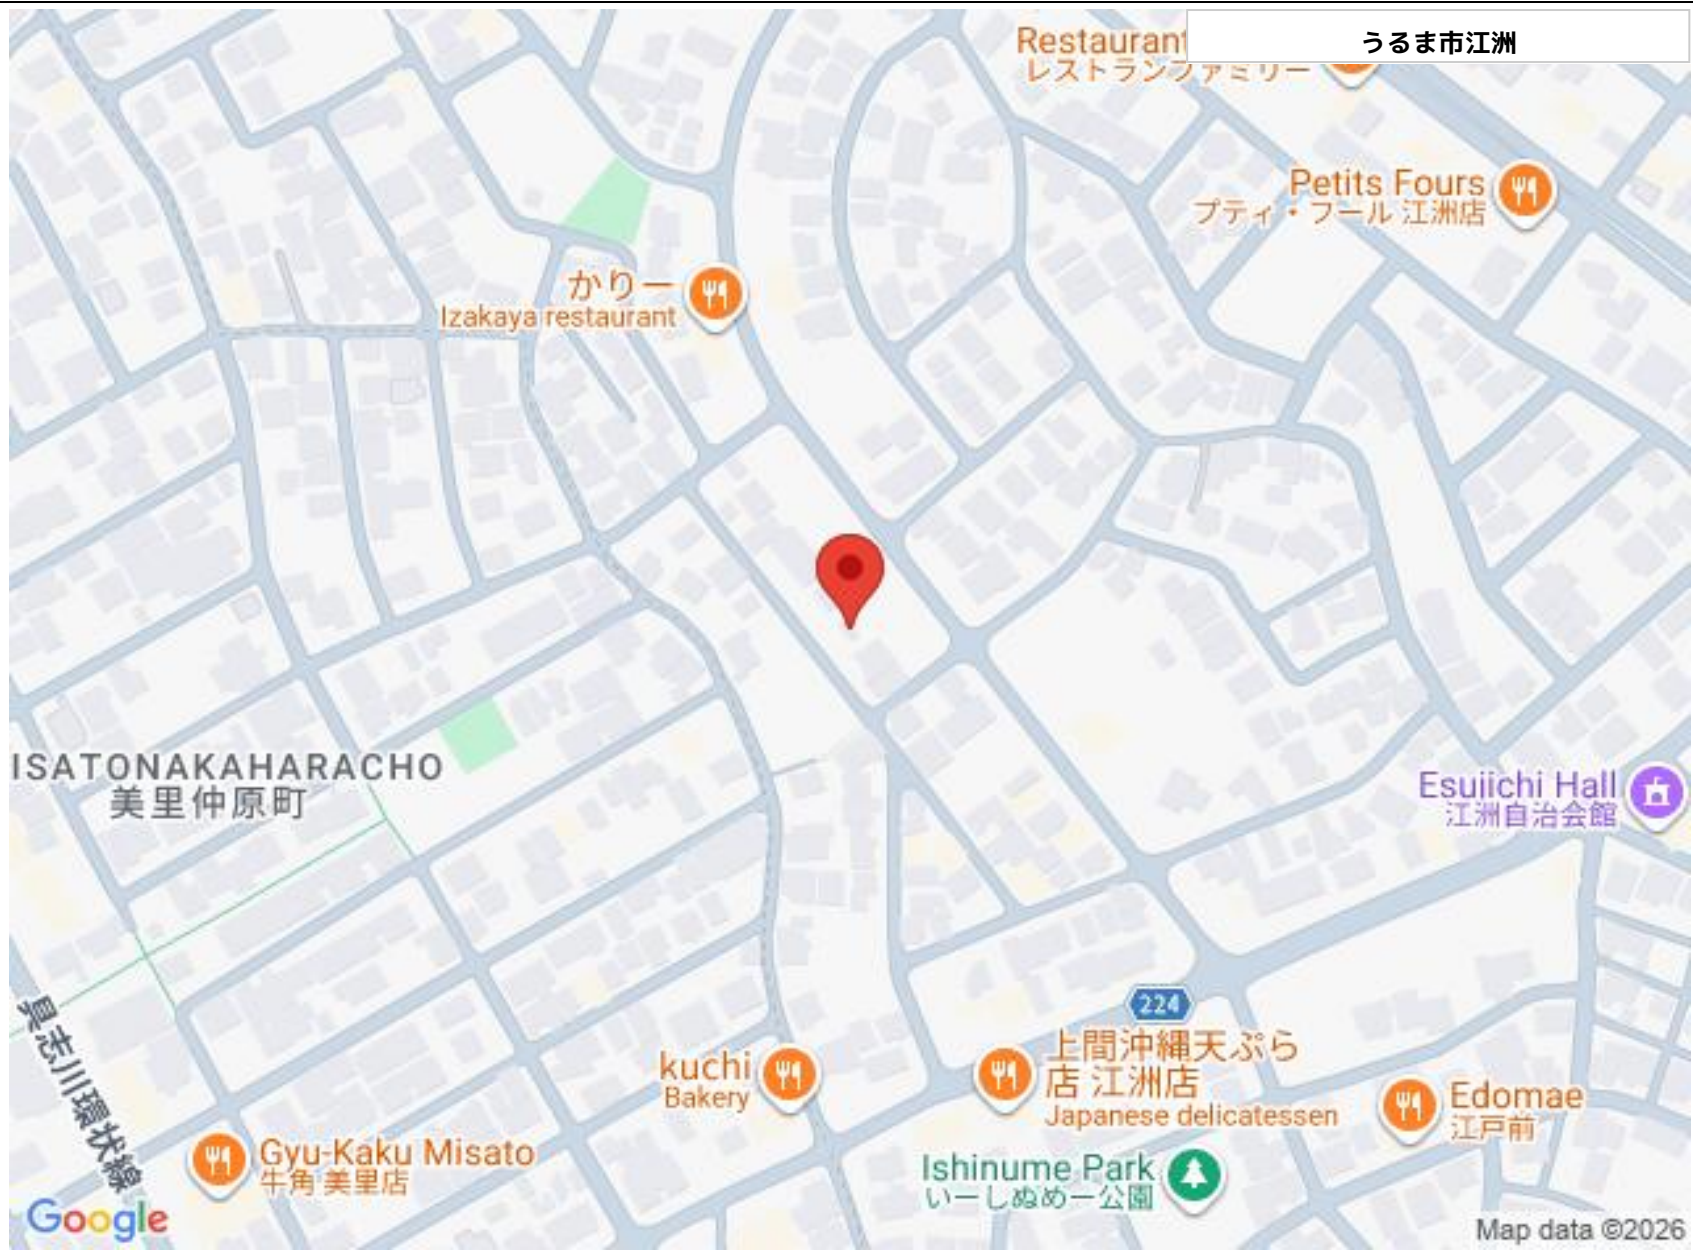 Restaurant
レストランファミリー
うるま市江洲
Petits Fours
プティ・フール 江洲店
かりー
Izakaya restaurant
ISATONAKAHARACHO
美里仲原町
Esujichi Hall
江洲自治会館
具志川環状線
224
kuchi
Bakery
上間沖縄天ぷら
店 江洲店
Japanese delicatessen
Edomae
江戸前
Gyu-Kaku Misato
牛角 美里店
Ishinume Park
いーしぬめー公園
Google
Map data ©2026